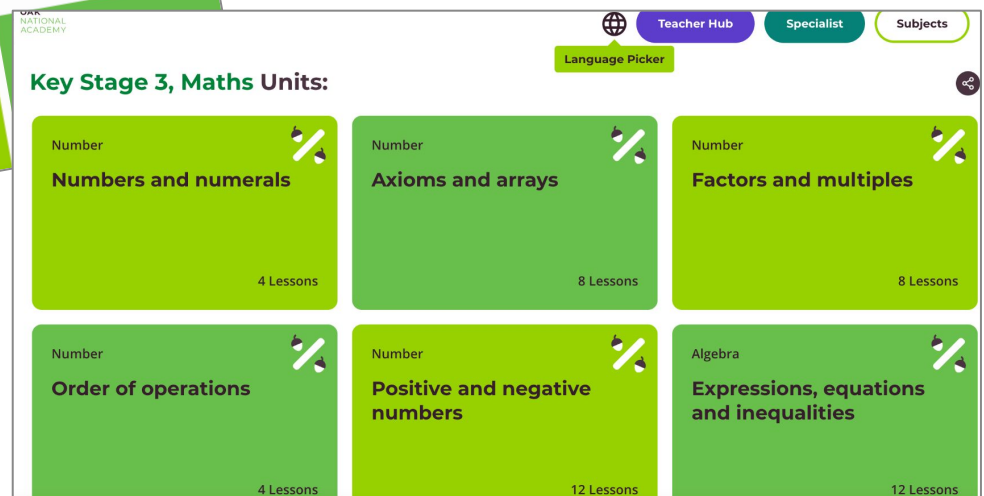 OAK
NATIONAL
ACADEMY
Teacher Hub
Specialist
Subjects
Language Picker
Key Stage 3, Maths Units:
Number
Numbers and numerals
4 Lessons
Number
Axioms and arrays
8 Lessons
Number
Factors and multiples
8 Lessons
Number
Order of operations
4 Lessons
Number
Positive and negative
numbers
12 Lessons
Algebra
Expressions, equations
and inequalities
12 Lessons